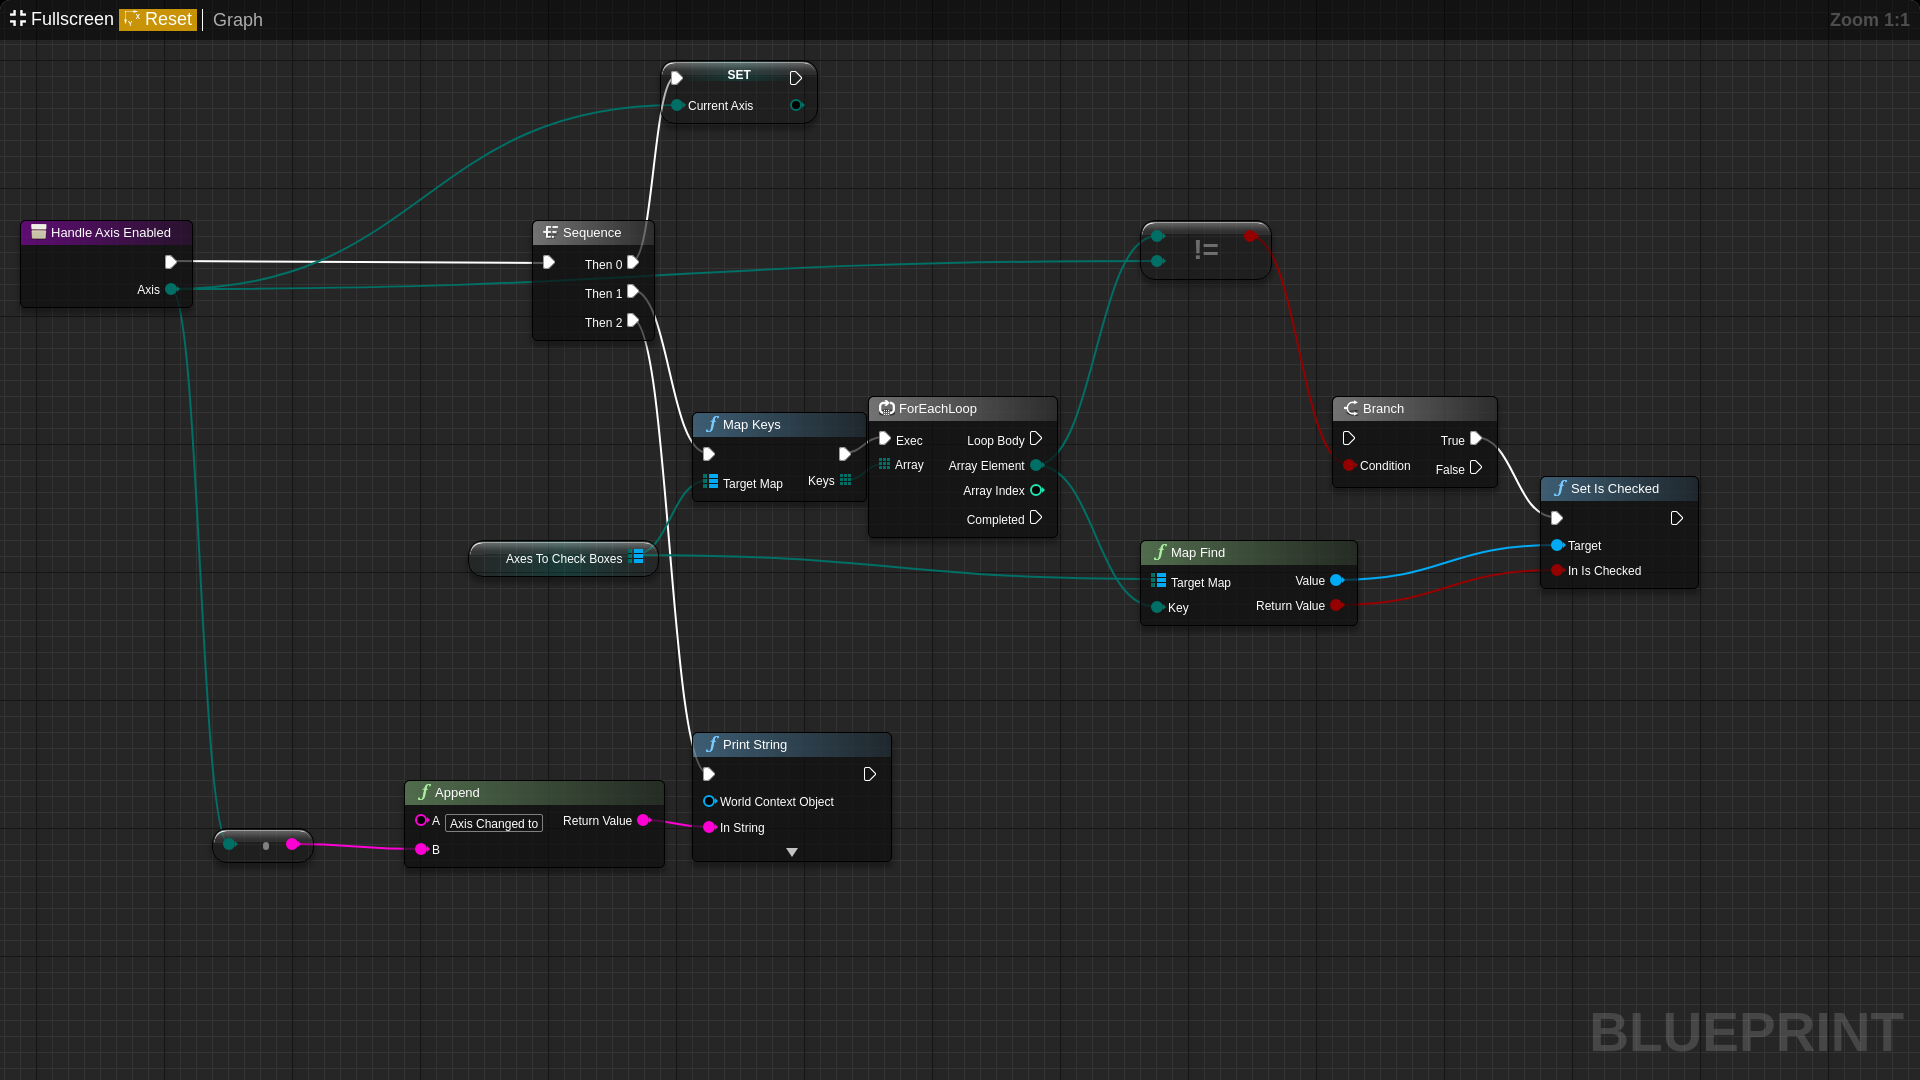 Fullscreen Reset Graph
Zoom 1:1
SET
Current Axis
Handle Axis Enabled
Axis
Sequence
Then 0
Then 1
Then 2
!=
Map Keys
Target Map
Keys
ForEachLoop
Exec
Loop Body
Array
Array Element
Array Index
Completed
Branch
True
Condition
False
Set Is Checked
Target
In Is Checked
Axes To Check Boxes
Map Find
Target Map
Value
Key
Return Value
Print String
World Context Object
In String
Append
A Axis Changed to
Return Value
B
BLUEPRINT